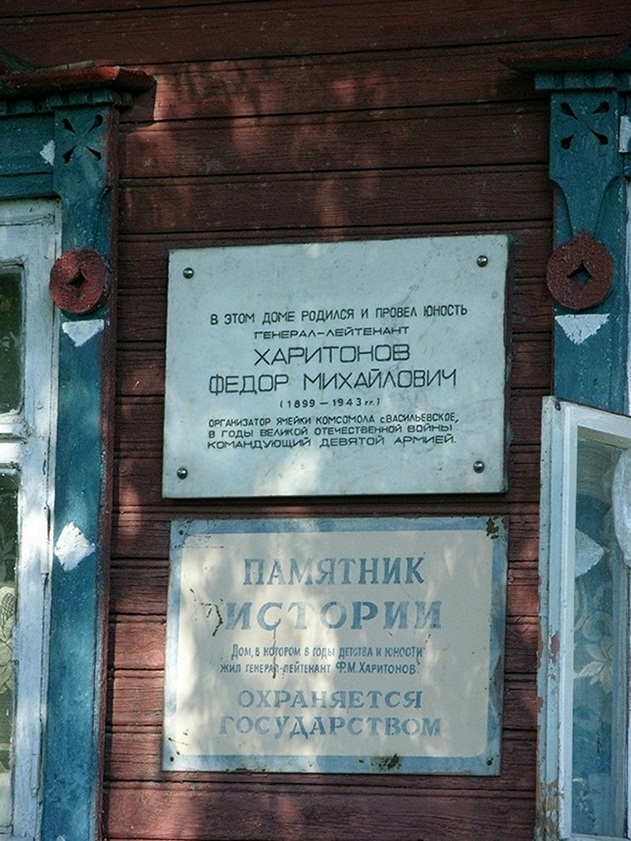 В ЭТОМ ДОМЕ РОДИЛСЯ И ПРОВЕЛ ЮНОСТЬ
ГЕНЕРАЛ-ЛЕЙТЕНАНТ
ХАРИТОНОВ
ФЕДОР МИХАЙЛОВИЧ
(1899 — 1943 гг.)
ОРГАНИЗАТОР ЯЧЕЙКИ КОМСОМОЛА с.ВАСИЛЬЕВСКОЕ,
В ГОДЫ ВЕЛИКОЙ ОТЕЧЕСТВЕННОЙ ВОЙНЫ
КОМАНДУЮЩИЙ ДЕВЯТОЙ АРМИЕЙ.
ПАМЯТНИК
ИСТОРИИ
ДОМ, В КОТОРОМ В ГОДЫ ДЕТСТВА И ЮНОСТИ
ЖИЛ ГЕНЕРАЛ-ЛЕЙТЕНАНТ Ф.М.ХАРИТОНОВ.
ОХРАНЯЕТСЯ
ГОСУДАРСТВОМ